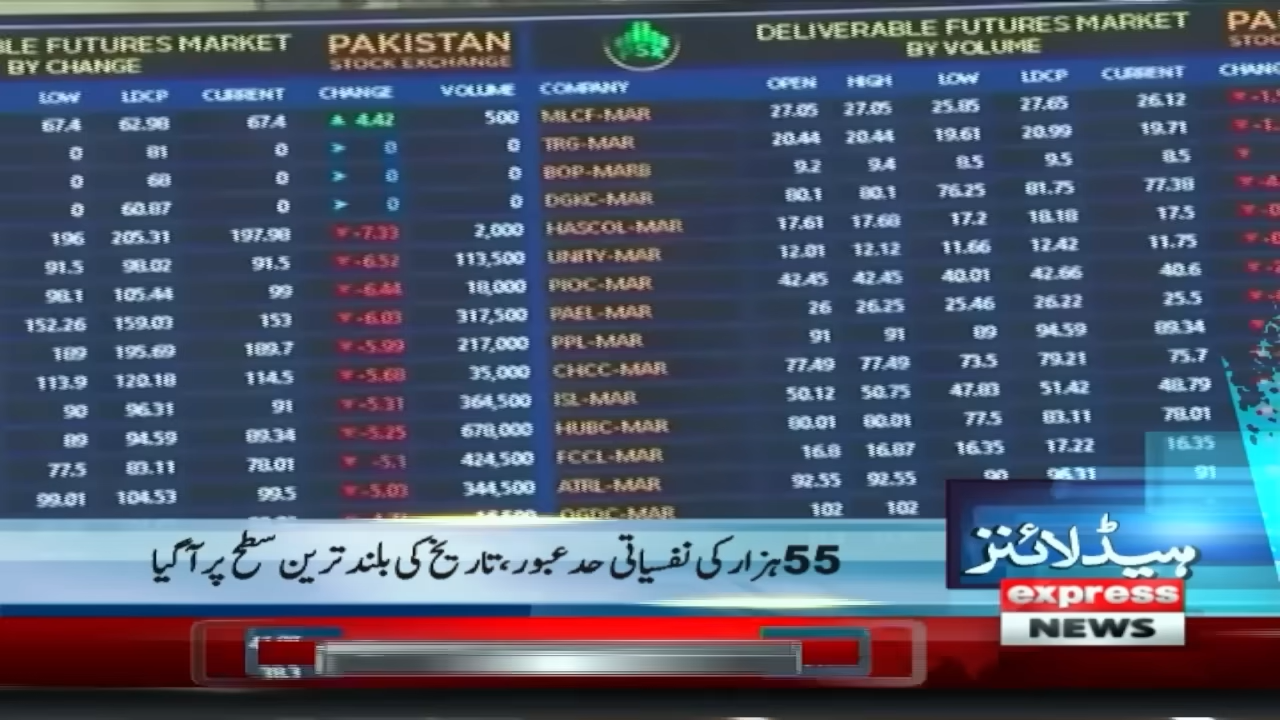 BLE FUTURES MARKET BY CHANGE
PAKISTAN STOCK EXCHANGE
LOW LDCP CURRENT CHANGE VOLUME
67.4 62.98 67.4 4.42 500
0 81 0 0 0
0 68 0 0 0
0 60.87 0 0 0
196 205.31 197.98 -7.33 2,000
91.5 98.02 91.5 -6.52 113,500
98.1 105.44 99 -6.44 18,000
152.26 159.03 153 -6.03 317,500
189 195.69 189.7 -5.99 217,000
113.9 120.18 114.5 -5.68 35,000
90 96.31 91 -5.31 364,500
89 94.59 89.34 -5.25 678,000
77.5 83.11 78.01 -5.1 424,500
99.01 104.53 99.5 -5.03 344,500
DELIVERABLE FUTURES MARKET BY VOLUME
PA
STOC
COMPANY OPEN HIGH LOW LDCP CURRENT CHANG
MLCF-MAR 27.05 27.05 25.85 27.65 26.12
TRG-MAR 20.44 20.44 19.61 20.99 19.71
BOP-MARB 9.2 9.4 8.5 9.5 8.5
DGKC-MAR 80.1 80.1 76.25 81.75 77.38
HASCOL-MAR 17.61 17.68 17.2 18.18 17.5
UNITY-MAR 12.01 12.12 11.66 12.42 11.75
PIOC-MAR 42.45 42.45 40.01 42.66 40.6
PAEL-MAR 26 26.25 25.46 26.22 25.5
PPL-MAR 91 91 89 94.59 89.34
CHCC-MAR 77.49 77.49 73.5 79.21 75.7
ISL-MAR 50.12 50.75 47.83 51.42 48.79
HUBC-MAR 80.01 80.01 77.5 83.11 78.01
FCCL-MAR 16.8 16.87 16.35 17.22 16.35
ATRL-MAR 92.55 92.55 90 96.31 91
OGDC-MAR 102 102
55 ہزار کی نفسیاتی حد عبور، تاریخ کی بلند ترین سطح پر آ گیا
ہیڈ لائنز
express
NEWS